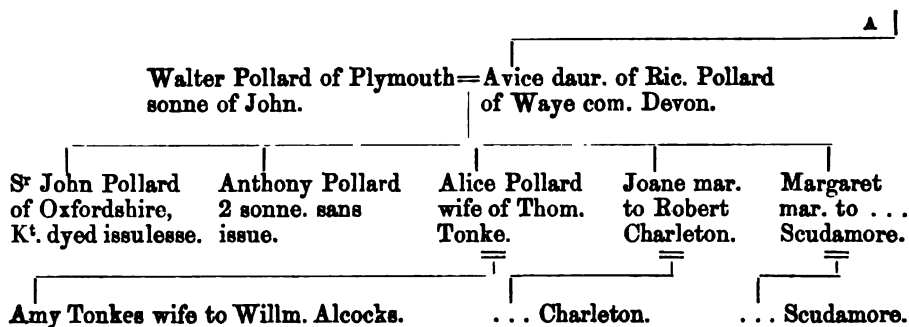 A
Walter Pollard of Plymouth=Avice daur. of Ric. Pollard
sonne of John. of Waye com. Devon.
Sʳ John Pollard Anthony Pollard Alice Pollard Joane mar. Margaret
of Oxfordshire, 2 sonne. sans wife of Thom. to Robert mar. to ...
Kᵗ. dyed issulesse. issue. Tonke. Charleton. Scudamore.
Amy Tonkes wife to Willm. Alcocks. ... Charleton. ... Scudamore.